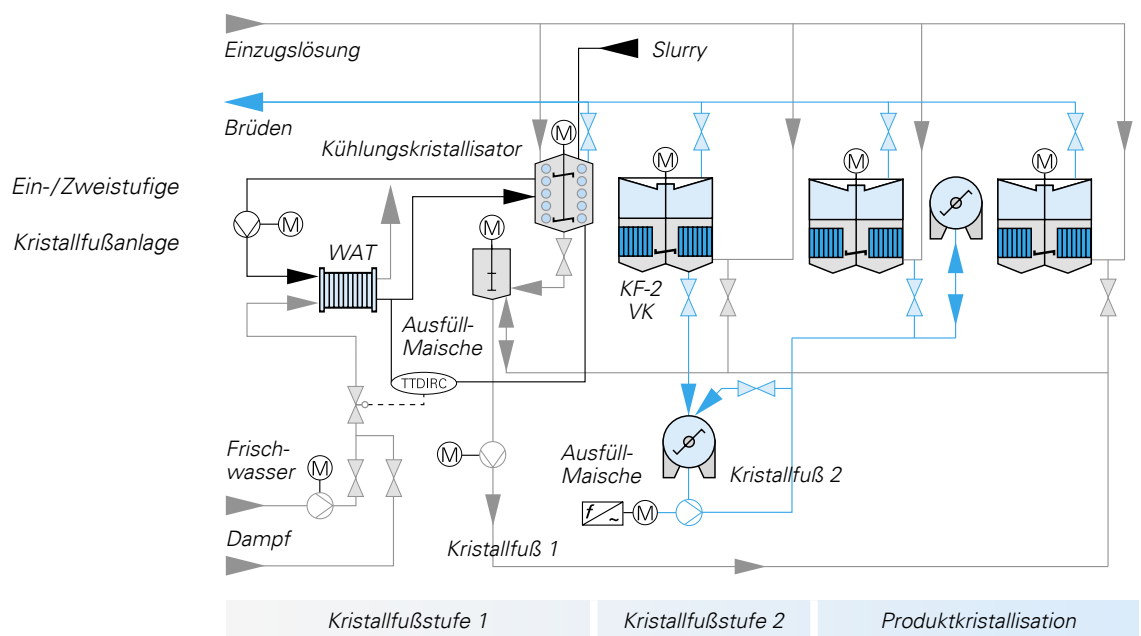 Einzugslösung
Slurry
Brüden
M
Kühlungskristallisator
M
M
M
Ein-/Zweistufige
Kristallfußanlage
M
M
WAT
KF-2
VK
Ausfüll-
Maische
TTDIRC
Frisch-
wasser
M
M
Ausfüll-
Maische
Kristallfuß 2
f
~
M
Dampf
Kristallfuß 1
Kristallfußstufe 1
Kristallfußstufe 2
Produktkristallisation